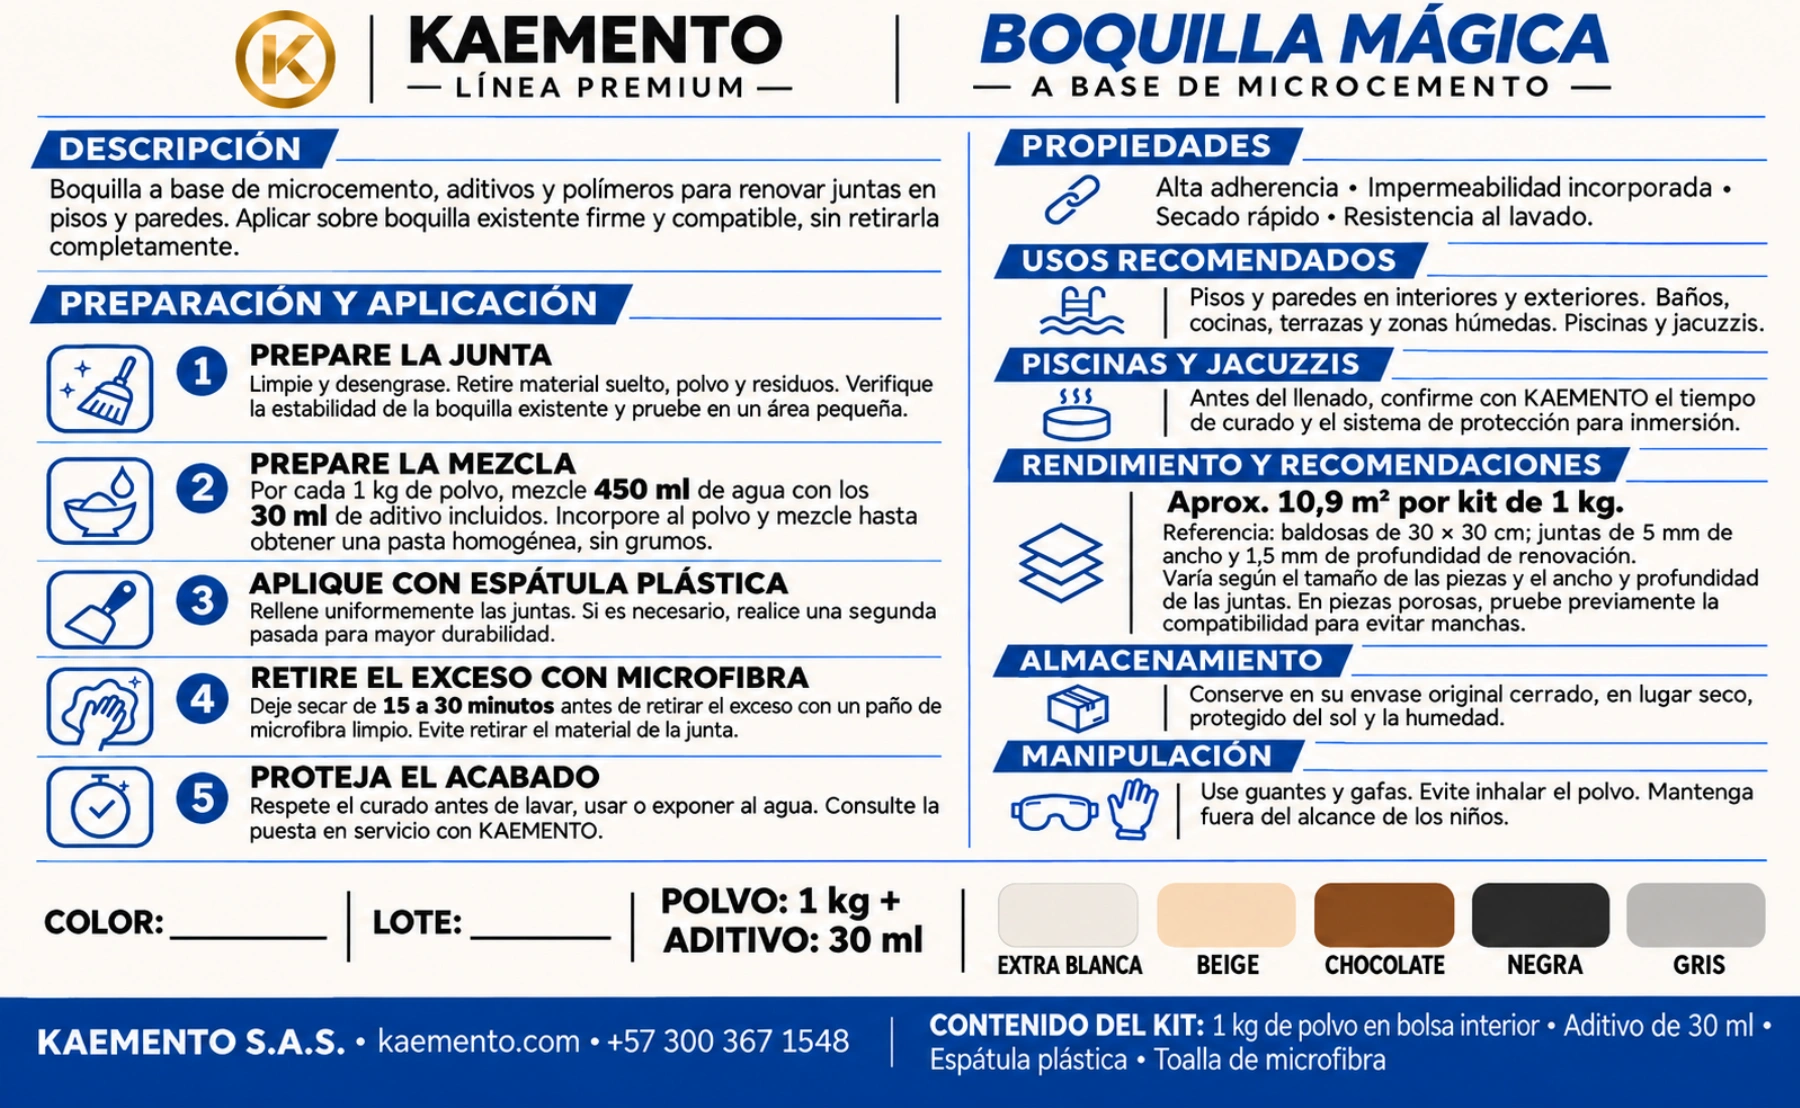 K
KAEMENTO
LÍNEA PREMIUM
BOQUILLA MÁGICA
A BASE DE MICROCEMENTO
DESCRIPCIÓN
Boquilla a base de microcemento, aditivos y polímeros para renovar juntas en
pisos y paredes. Aplicar sobre boquilla existente firme y compatible, sin retirarla
completamente.
PREPARACIÓN Y APLICACIÓN
1
PREPARE LA JUNTA
Limpie y desengrase. Retire material suelto, polvo y residuos. Verifique
la estabilidad de la boquilla existente y pruebe en un área pequeña.
2
PREPARE LA MEZCLA
Por cada 1 kg de polvo, mezcle 450 ml de agua con los
30 ml de aditivo incluidos. Incorpore al polvo y mezcle hasta
obtener una pasta homogénea, sin grumos.
3
APLIQUE CON ESPÁTULA PLÁSTICA
Rellene uniformemente las juntas. Si es necesario, realice una segunda
pasada para mayor durabilidad.
4
RETIRE EL EXCESO CON MICROFIBRA
Deje secar de 15 a 30 minutos antes de retirar el exceso con un paño de
microfibra limpio. Evite retirar el material de la junta.
5
PROTEJA EL ACABADO
Respete el curado antes de lavar, usar o exponer al agua. Consulte la
puesta en servicio con KAEMENTO.
PROPIEDADES
Alta adherencia • Impermeabilidad incorporada •
Secado rápido • Resistencia al lavado.
USOS RECOMENDADOS
Pisos y paredes en interiores y exteriores. Baños,
cocinas, terrazas y zonas húmedas. Piscinas y jacuzzis.
PISCINAS Y JACUZZIS
Antes del llenado, confirme con KAEMENTO el tiempo
de curado y el sistema de protección para inmersión.
RENDIMIENTO Y RECOMENDACIONES
Aprox. 10,9 m² por kit de 1 kg.
Referencia: baldosas de 30 × 30 cm; juntas de 5 mm de
ancho y 1,5 mm de profundidad de renovación.
Varía según el tamaño de las piezas y el ancho y profundidad
de las juntas. En piezas porosas, pruebe previamente la
compatibilidad para evitar manchas.
ALMACENAMIENTO
Conserve en su envase original cerrado, en lugar seco,
protegido del sol y la humedad.
MANIPULACIÓN
Use guantes y gafas. Evite inhalar el polvo. Mantenga
fuera del alcance de los niños.
COLOR:
LOTE:
POLVO: 1 kg +
ADITIVO: 30 ml
EXTRA BLANCA
BEIGE
CHOCOLATE
NEGRA
GRIS
KAEMENTO S.A.S. • kaemento.com • +57 300 367 1548
CONTENIDO DEL KIT: 1 kg de polvo en bolsa interior • Aditivo de 30 ml •
Espátula plástica • Toalla de microfibra